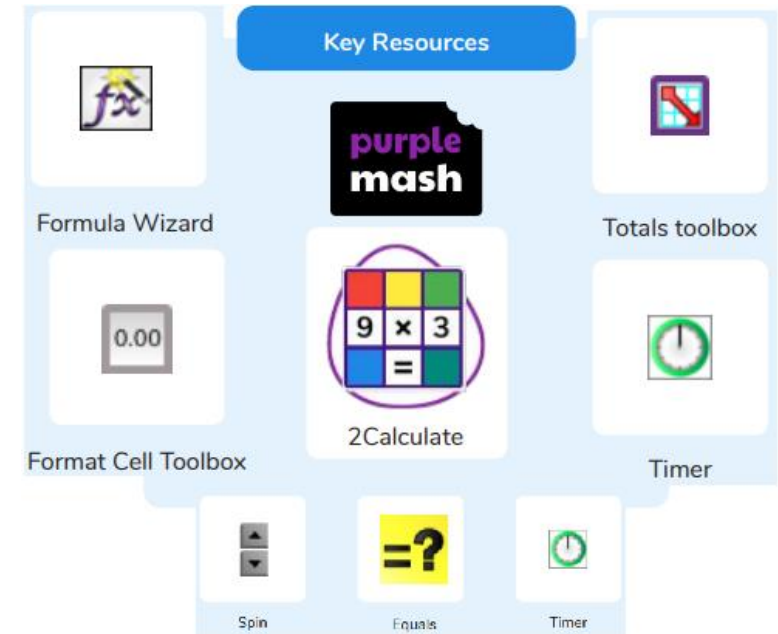 Key Resources
fx
purple
mash
Formula Wizard
Totals toolbox
0.00
9 × 3
=
2Calculate
Format Cell Toolbox
Timer
=?
Spin
Equals
Timer